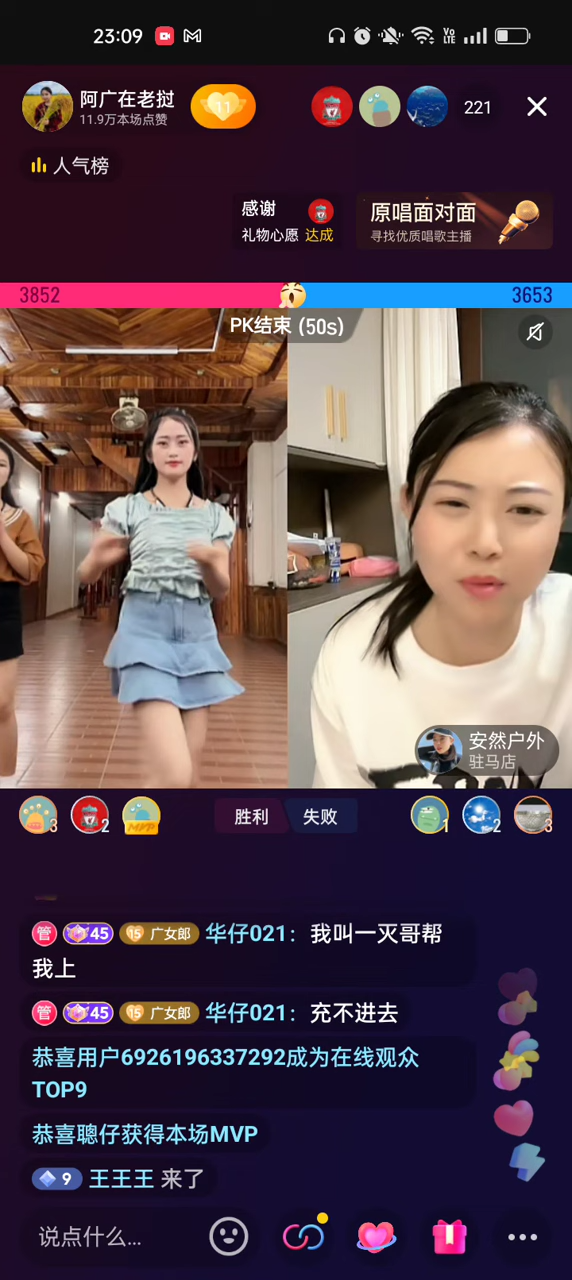 23:09
Vo
LTE
阿广在老挝
11.9万本场点赞
11
221
人气榜
感谢
礼物心愿 达成
原唱面对面
寻找优质唱歌主播
3852
3653
PK结束 (50s)
安然户外
驻马店
3
2
MVP
胜利
失败
1
2
3
管 45 15 广女郎 华仔021：我叫一灭哥帮
我上
管 45 15 广女郎 华仔021：充不进去
恭喜用户6926196337292成为在线观众
TOP9
恭喜聰仔获得本场MVP
9 王王王 来了
说点什么...